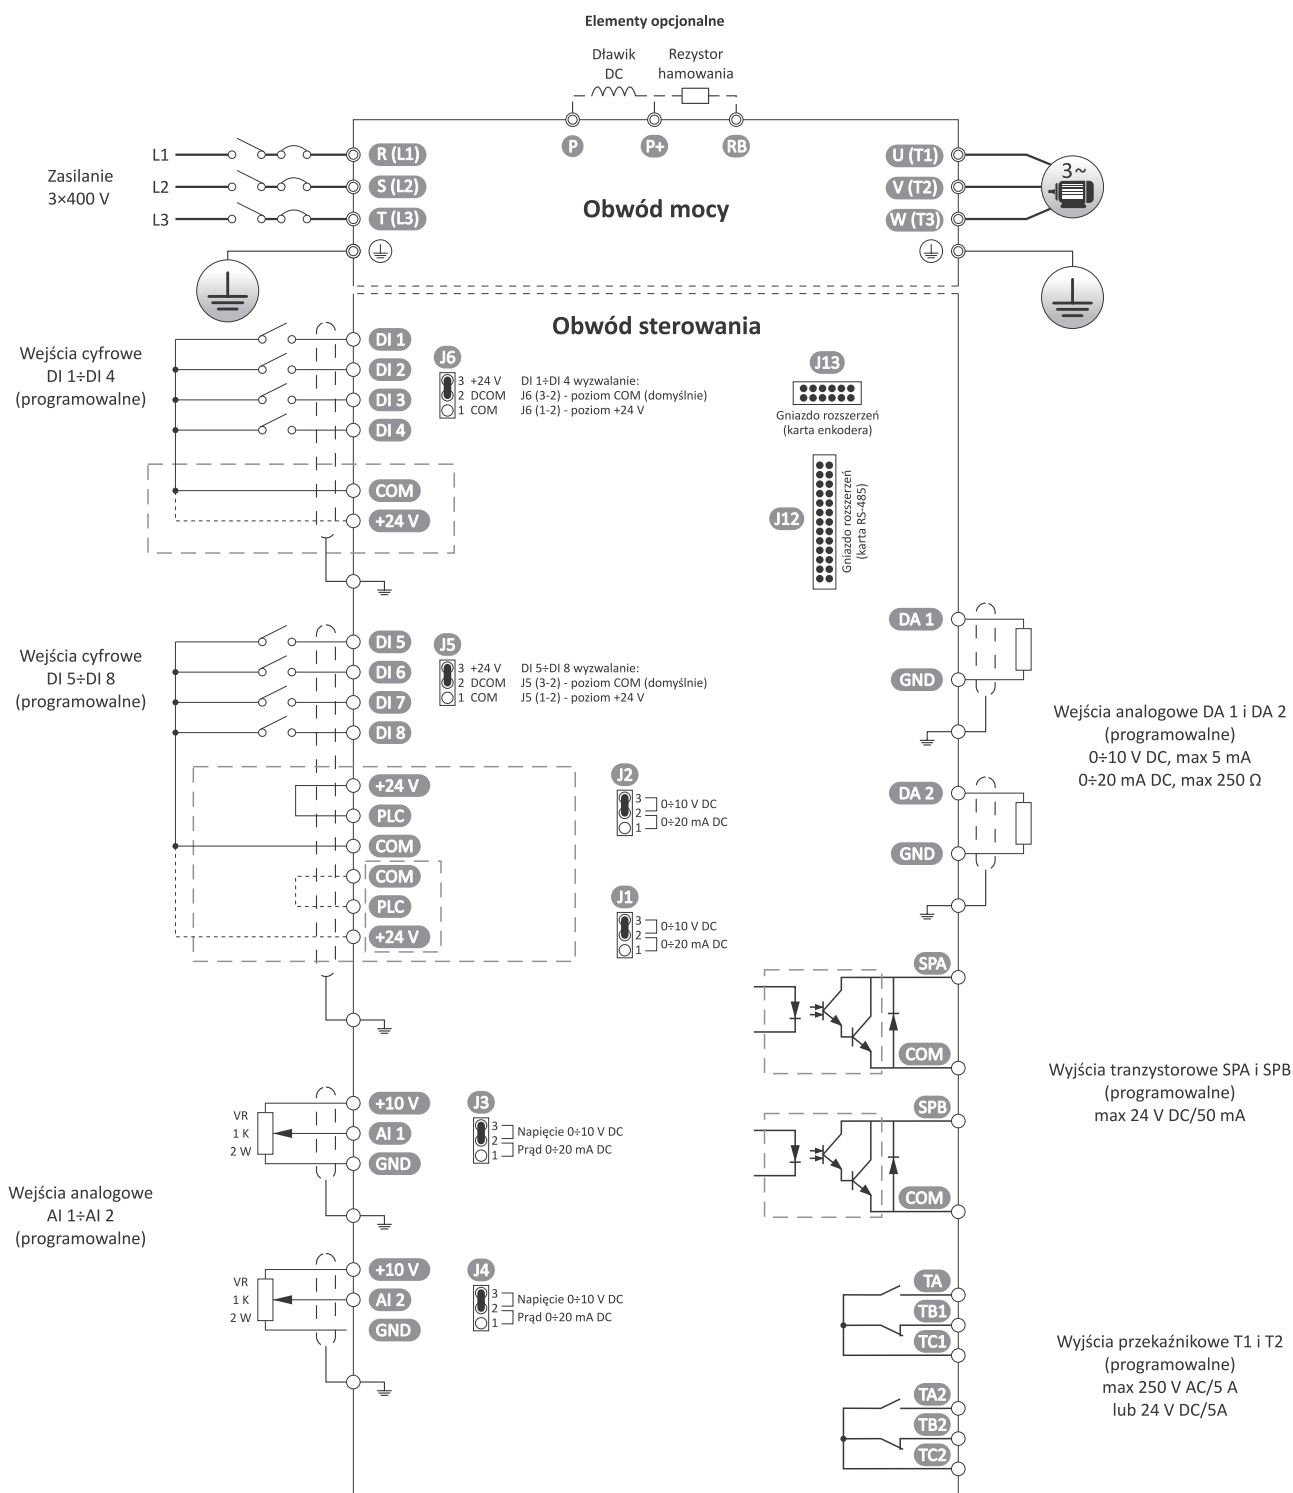 Elementy opcjonalne
Dławik
DC
Rezystor
hamowania
P
P+
RB
L1
L2
L3
Zasilanie
3×400 V
R (L1)
S (L2)
T (L3)
U (T1)
V (T2)
W (T3)
3~
Obwód mocy
Obwód sterowania
Wejścia cyfrowe
DI 1÷DI 4
(programowalne)
DI 1
DI 2
DI 3
DI 4
COM
+24 V
J6
3 +24 V
2 DCOM
1 COM
DI 1÷DI 4 wyzwalanie:
J6 (3-2) - poziom COM (domyślnie)
J6 (1-2) - poziom +24 V
J13
Gniazdo rozszerzeń
(karta enkodera)
J12
Gniazdo rozszerzeń
(karta RS-485)
Wejścia cyfrowe
DI 5÷DI 8
(programowalne)
DI 5
DI 6
DI 7
DI 8
+24 V
PLC
COM
COM
PLC
+24 V
J5
3 +24 V
2 DCOM
1 COM
DI 5÷DI 8 wyzwalanie:
J5 (3-2) - poziom COM (domyślnie)
J5 (1-2) - poziom +24 V
J2
3
2
1
0÷10 V DC
0÷20 mA DC
J1
3
2
1
0÷10 V DC
0÷20 mA DC
DA 1
GND
DA 2
GND
Wejścia analogowe DA 1 i DA 2
(programowalne)
0÷10 V DC, max 5 mA
0÷20 mA DC, max 250 Ω
SPA
COM
SPB
COM
Wyjścia tranzystorowe SPA i SPB
(programowalne)
max 24 V DC/50 mA
Wejścia analogowe
AI 1÷AI 2
(programowalne)
VR
1 K
2 W
+10 V
AI 1
GND
J3
3
2
1
Napięcie 0÷10 V DC
Prąd 0÷20 mA DC
VR
1 K
2 W
+10 V
AI 2
GND
J4
3
2
1
Napięcie 0÷10 V DC
Prąd 0÷20 mA DC
TA
TB1
TC1
TA2
TB2
TC2
Wyjścia przekaźnikowe T1 i T2
(programowalne)
max 250 V AC/5 A
lub 24 V DC/5A